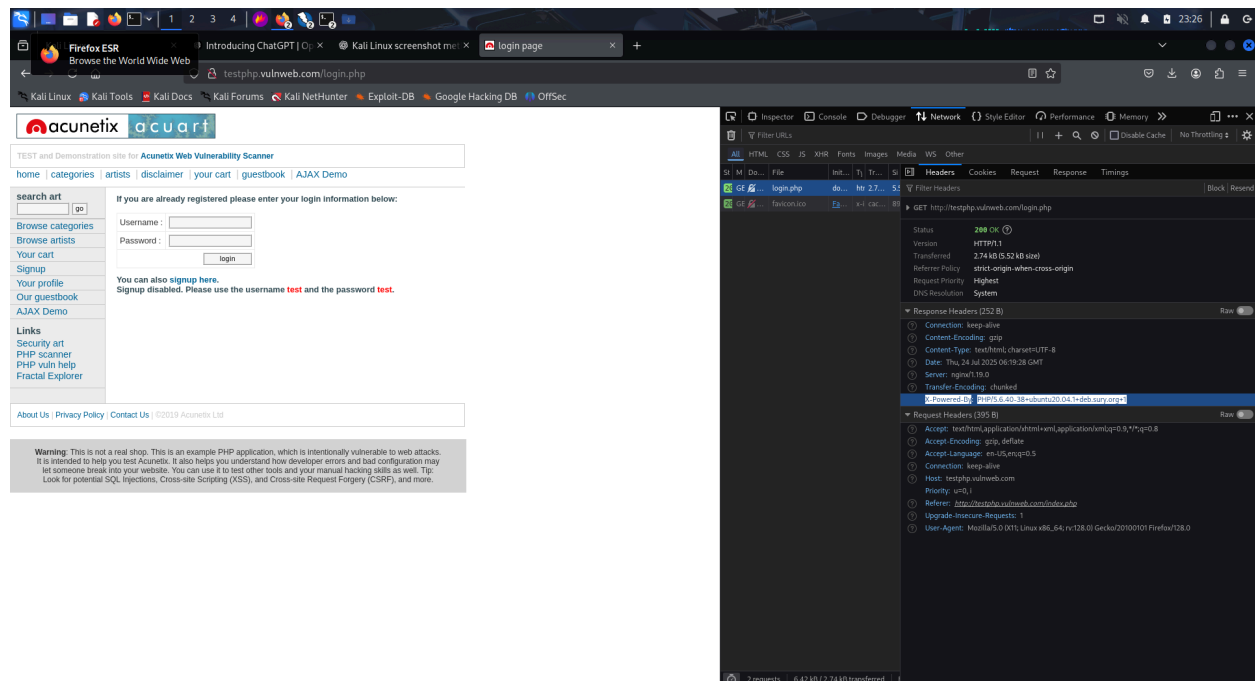 1 2 3 4
23:26
Firefox ESR
Browse the World Wide Web
Introducing ChatGPT | Op
Kali Linux screenshot met
login page
testphp.vulnweb.com/login.php
Kali Linux Kali Tools Kali Docs Kali Forums Kali NetHunter Exploit-DB Google Hacking DB OffSec
acunetix acuart
TEST and Demonstration site for Acunetix Web Vulnerability Scanner
home | categories | artists | disclaimer | your cart | guestbook | AJAX Demo
search art
go
Browse categories
Browse artists
Your cart
Signup
Your profile
Our guestbook
AJAX Demo
Links
Security art
PHP scanner
PHP vuln help
Fractal Explorer
If you are already registered please enter your login information below:
Username :
Password :
login
You can also signup here.
Signup disabled. Please use the username test and the password test.
About Us | Privacy Policy | Contact Us | ©2019 Acunetix Ltd
Warning: This is not a real shop. This is an example PHP application, which is intentionally vulnerable to web attacks.
It is intended to help you test Acunetix. It also helps you understand how developer errors and bad configuration may
let someone break into your website. You can use it to test other tools and your manual hacking skills as well. Tip:
Look for potential SQL Injections, Cross-site Scripting (XSS), and Cross-site Request Forgery (CSRF), and more.
Inspector Console Debugger Network Style Editor Performance Memory
Filter URLs
Disable Cache No Throttling
All HTML CSS JS XHR Fonts Images Media WS Other
St M Do... File Init... Ty Tr... Si
GE ... login.php do... htr 2.7... 5.5
GE ... favicon.ico Fa... x-i cac... 89
Headers Cookies Request Response Timings
Filter Headers
Block Resend
GET http://testphp.vulnweb.com/login.php
Status 200 OK
Version HTTP/1.1
Transferred 2.74 kB (5.52 kB size)
Referrer Policy strict-origin-when-cross-origin
Request Priority Highest
DNS Resolution System
Response Headers (252 B) Raw
Connection: keep-alive
Content-Encoding: gzip
Content-Type: text/html; charset=UTF-8
Date: Thu, 24 Jul 2025 06:19:28 GMT
Server: nginx/1.19.0
Transfer-Encoding: chunked
X-Powered-By: PHP/5.6.40-38+ubuntu20.04.1+deb.sury.org+1
Request Headers (395 B) Raw
Accept: text/html,application/xhtml+xml,application/xml;q=0.9,*/*;q=0.8
Accept-Encoding: gzip, deflate
Accept-Language: en-US,en;q=0.5
Connection: keep-alive
Host: testphp.vulnweb.com
Priority: u=0, i
Referer: http://testphp.vulnweb.com/index.php
Upgrade-Insecure-Requests: 1
User-Agent: Mozilla/5.0 (X11; Linux x86_64; rv:128.0) Gecko/20100101 Firefox/128.0
2 requests 6.42 kB / 2.74 kB transferred